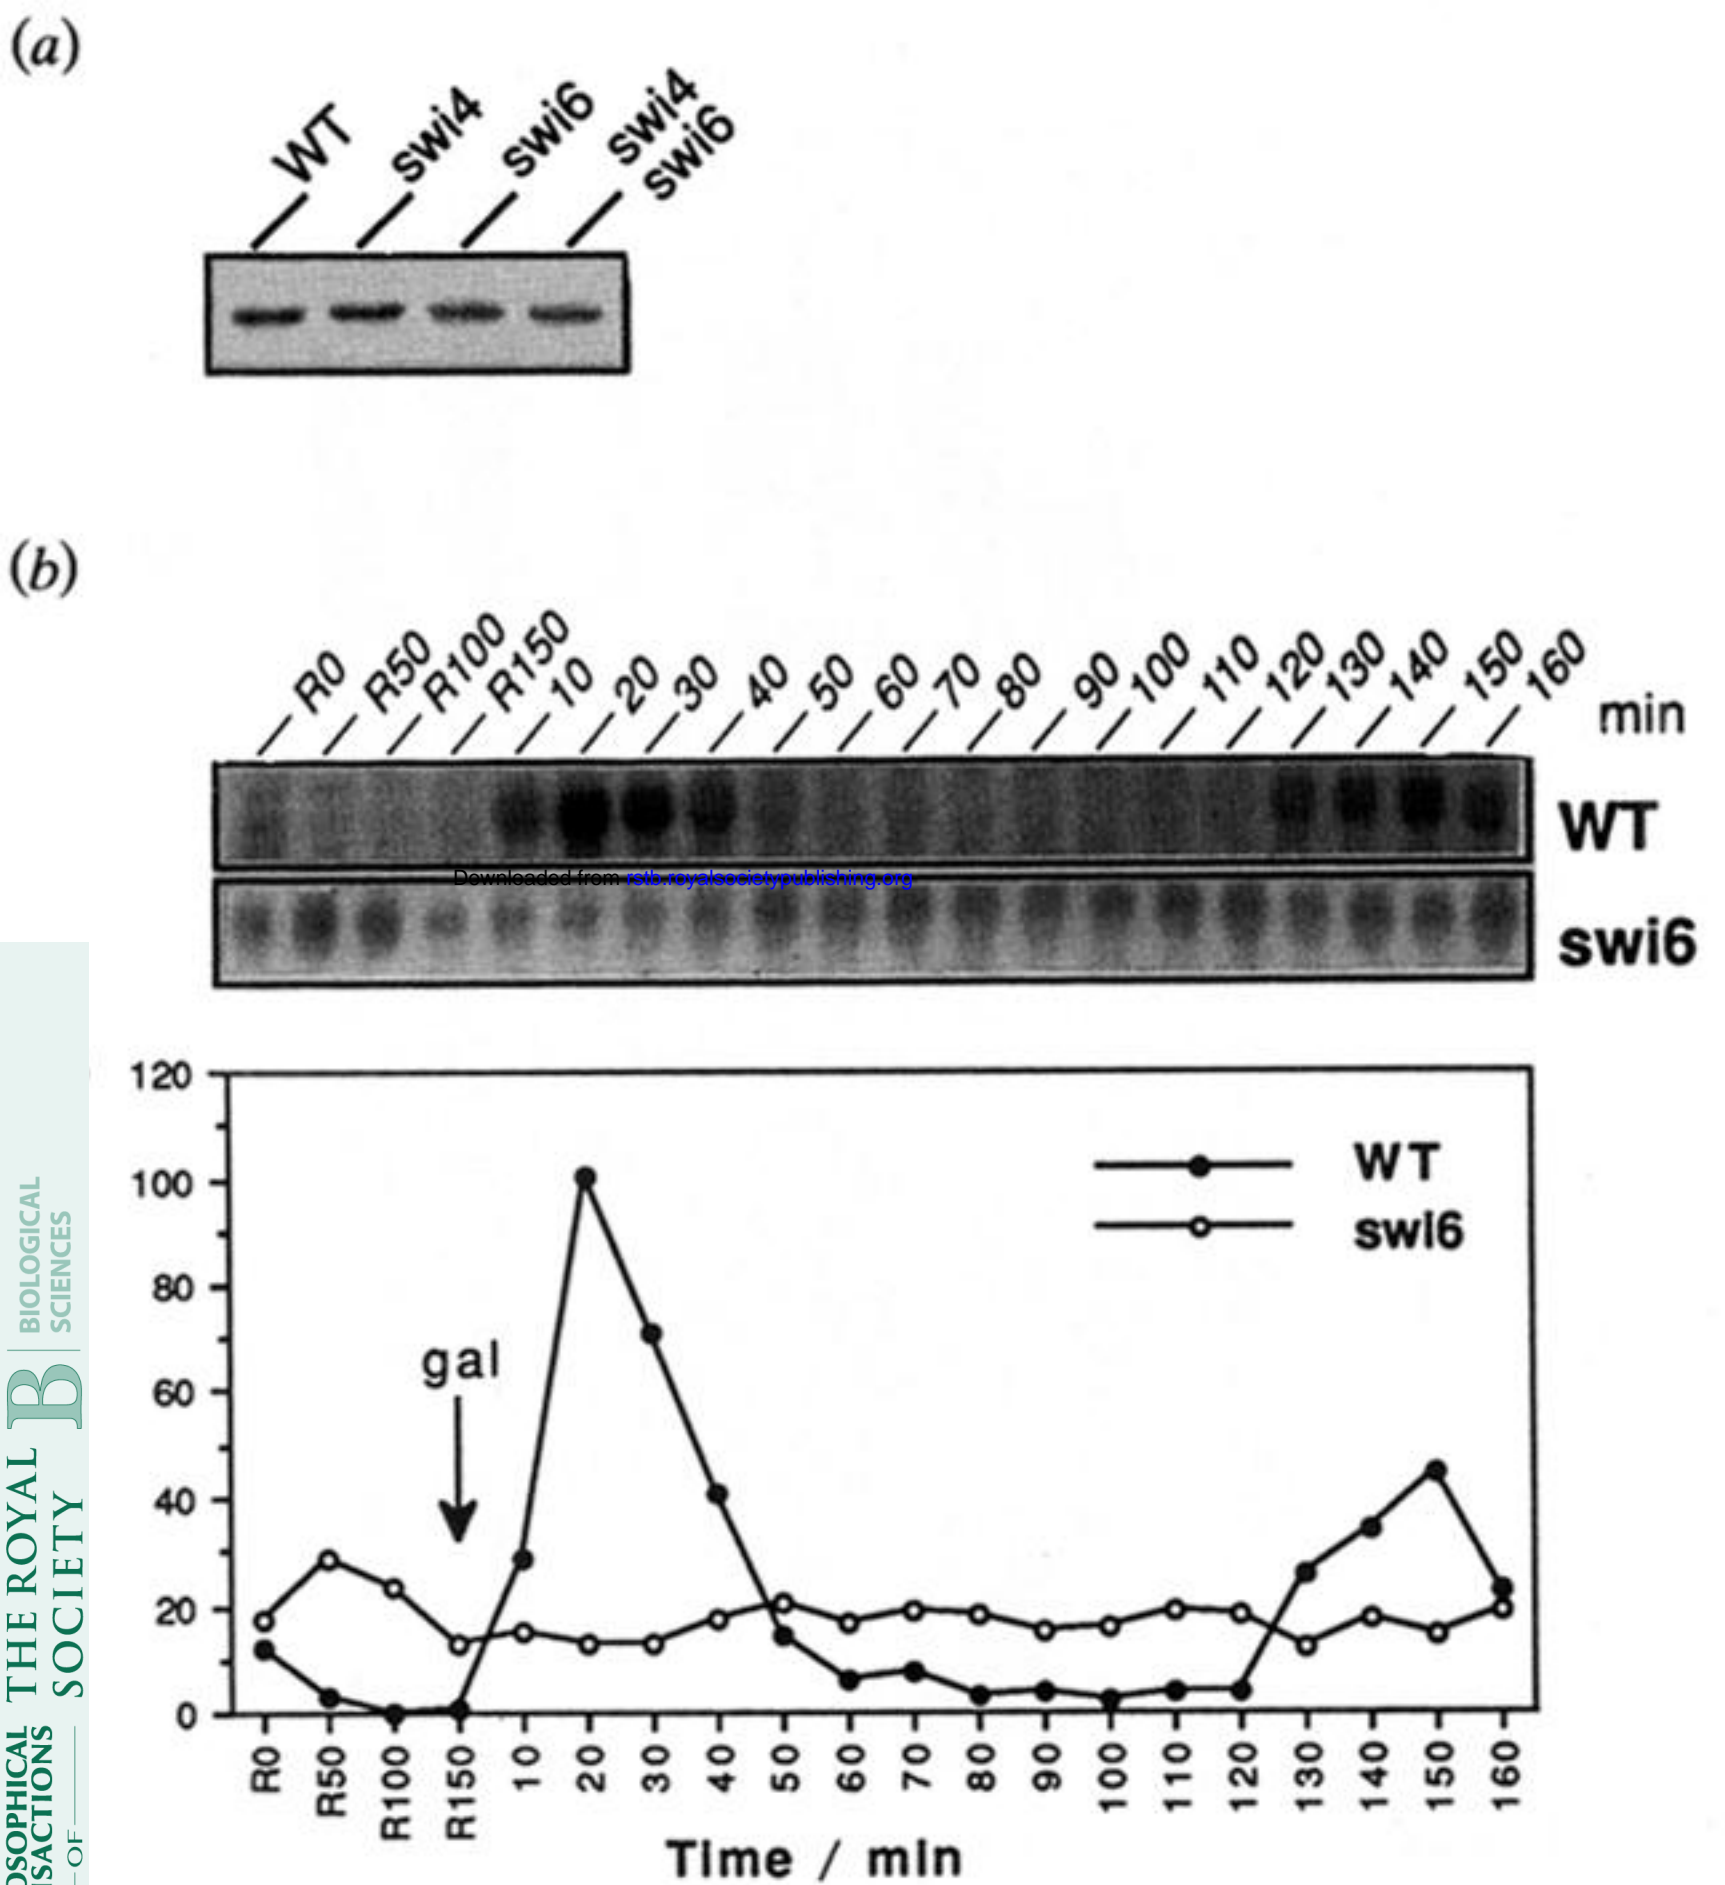 (a)
WT
swi4
swi6
swi4
swi6
(b)
R0
R50
R100
R150
10
20
30
40
50
60
70
80
90
100
110
120
130
140
150
160
min
WT
Downloaded from rstb.royalsocietypublishing.org
swi6
120
100
80
60
40
20
0
gal
WT
swi6
R0
R50
R100
R150
10
20
30
40
50
60
70
80
90
100
110
120
130
140
150
160
Time / min
BIOLOGICAL
SCIENCES
B
THE ROYAL
SOCIETY
OSOPHICAL
SACTIONS
OF